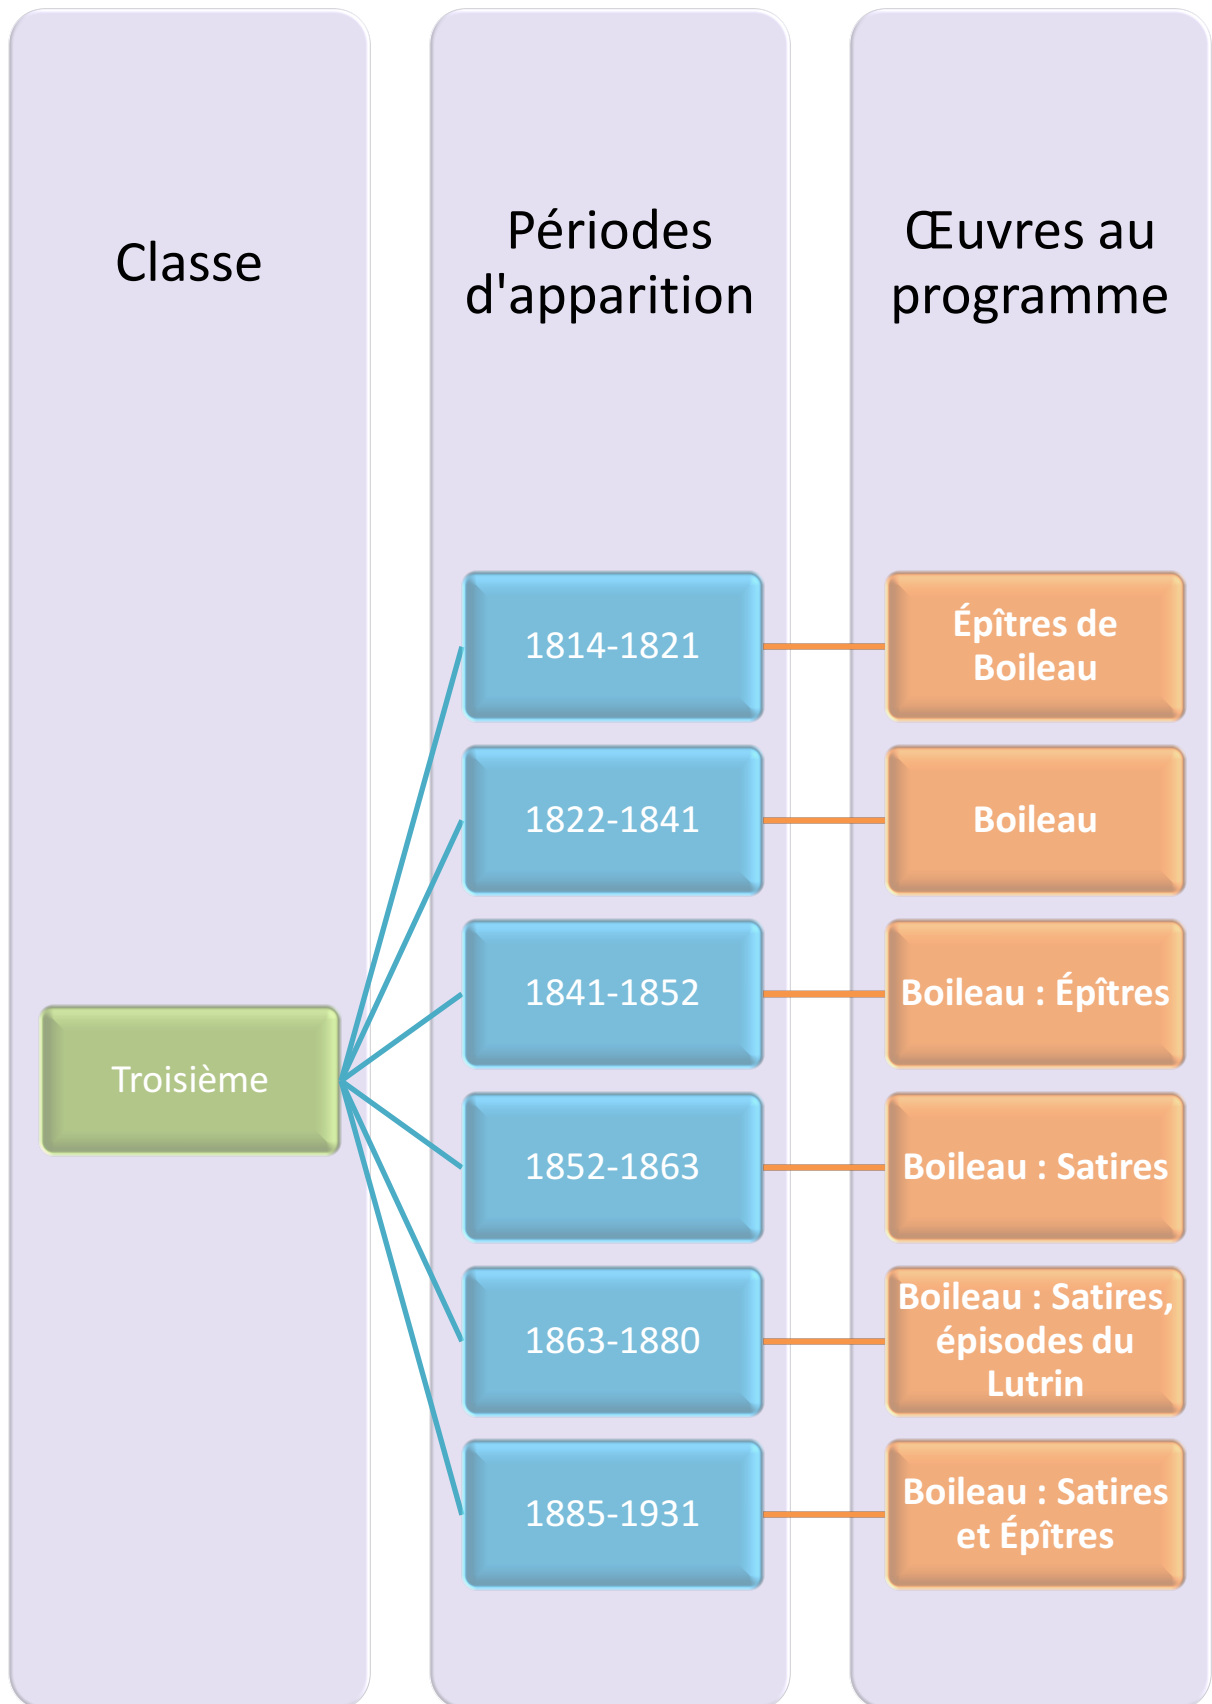 Classe
Périodes
d'apparition
Œuvres au
programme
Troisième
1814-1821
Épîtres de
Boileau
1822-1841
Boileau
1841-1852
Boileau : Épîtres
1852-1863
Boileau : Satires
1863-1880
Boileau : Satires,
épisodes du
Lutrin
1885-1931
Boileau : Satires
et Épîtres